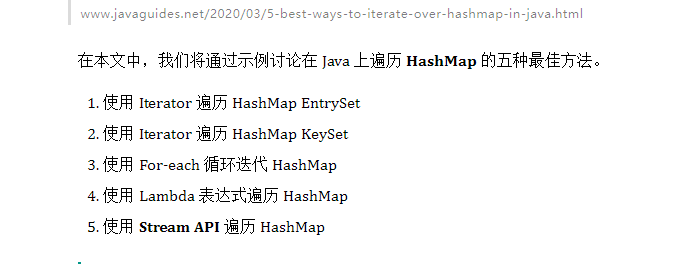 www.javaguides.net/2020/03/5-best-ways-to-iterate-over-hashmap-in-java.html
在本文中，我们将通过示例讨论在 Java 上遍历 HashMap 的五种最佳方法。
1. 使用 Iterator 遍历 HashMap EntrySet
2. 使用 Iterator 遍历 HashMap KeySet
3. 使用 For-each 循环迭代 HashMap
4. 使用 Lambda 表达式遍历 HashMap
5. 使用 Stream API 遍历 HashMap